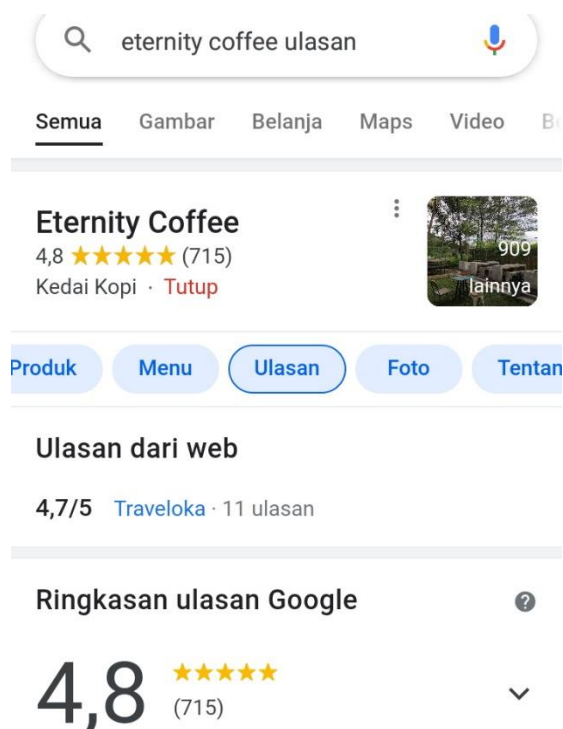 eternity coffee ulasan
Semua Gambar Belanja Maps Video
Eternity Coffee
4,8 (715)
Kedai Kopi · Tutup
909
lainnya
Produk Menu Ulasan Foto Tentan
Ulasan dari web
4,7/5 Traveloka · 11 ulasan
Ringkasan ulasan Google
4,8
(715)